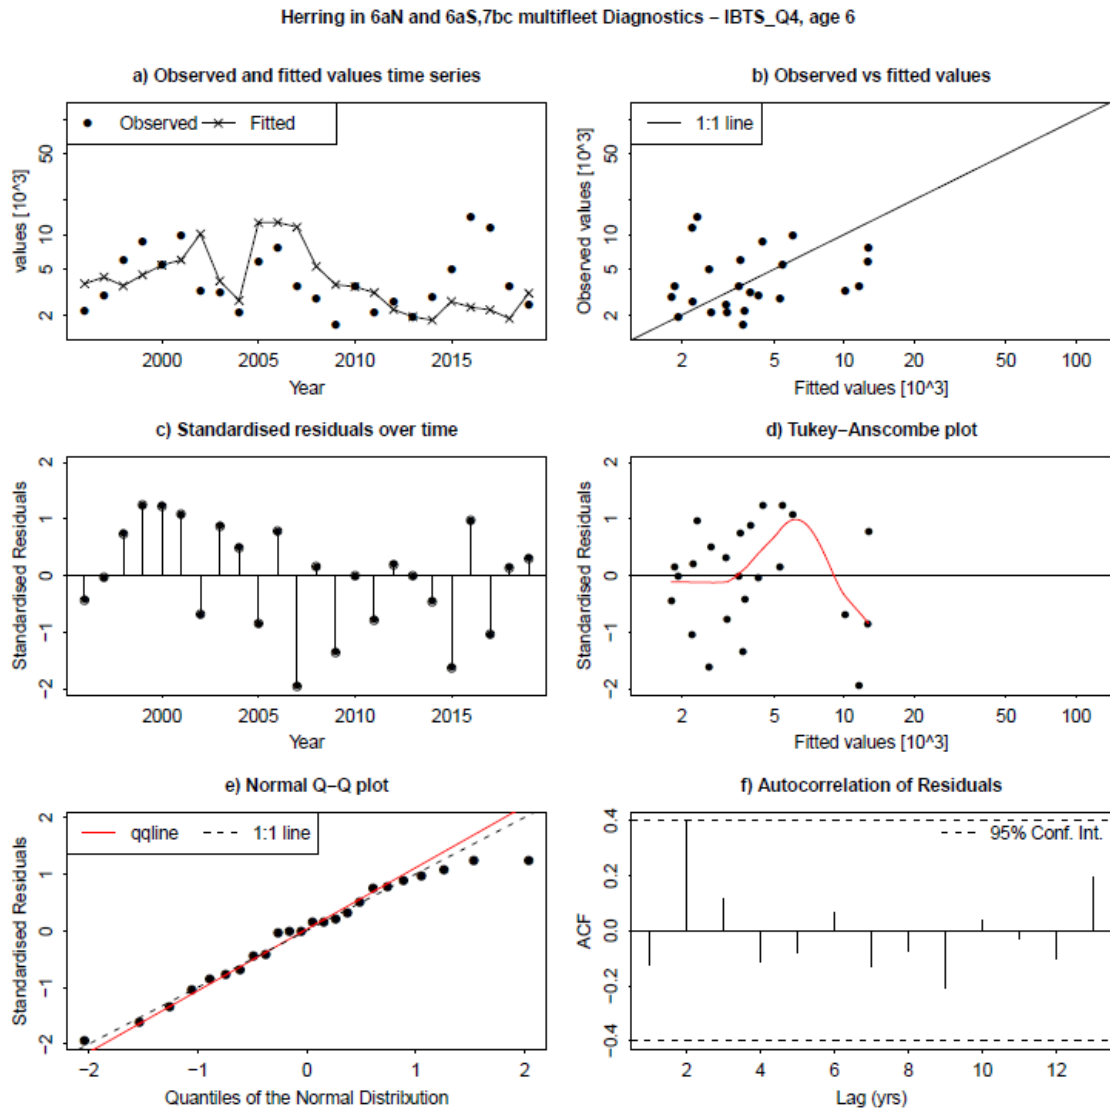 Herring in 6aN and 6aS,7bc multifleet Diagnostics − IBTS_Q4, age 6
a) Observed and fitted values time series
Observed
Fitted
values [10^3]
50
10
5
2
2000
2005
2010
2015
Year
b) Observed vs fitted values
1:1 line
Observed values [10^3]
50
10
5
2
2
5
10
20
50
100
Fitted values [10^3]
c) Standardised residuals over time
Standardised Residuals
2
1
0
−1
−2
2000
2005
2010
2015
Year
d) Tukey−Anscombe plot
Standardised Residuals
2
1
0
−1
−2
2
5
10
20
50
100
Fitted values [10^3]
e) Normal Q−Q plot
qqline
1:1 line
Standardised Residuals
2
1
0
−1
−2
−2
−1
0
1
2
Quantiles of the Normal Distribution
f) Autocorrelation of Residuals
95% Conf. Int.
ACF
0.4
0.2
0.0
−0.2
−0.4
2
4
6
8
10
12
Lag (yrs)